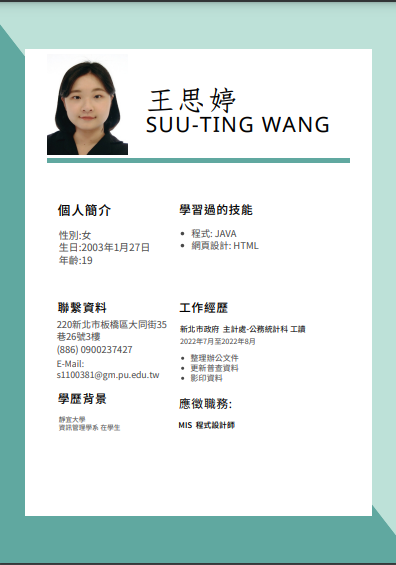 王思婷
SUU-TING WANG
個人簡介
性別:女
生日:2003年1月27日
年齡:19
學習過的技能
程式: JAVA
網頁設計: HTML
聯繫資料
220新北市板橋區大同街35
巷26號3樓
(886) 0900237427
E-Mail:
s1100381@gm.pu.edu.tw
學歷背景
靜宜大學
資訊管理學系 在學生
工作經歷
新北市政府 主計處-公務統計科 工讀
2022年7月至2022年8月
整理辦公文件
更新普查資料
影印資料
應徵職務:
MIS 程式設計師